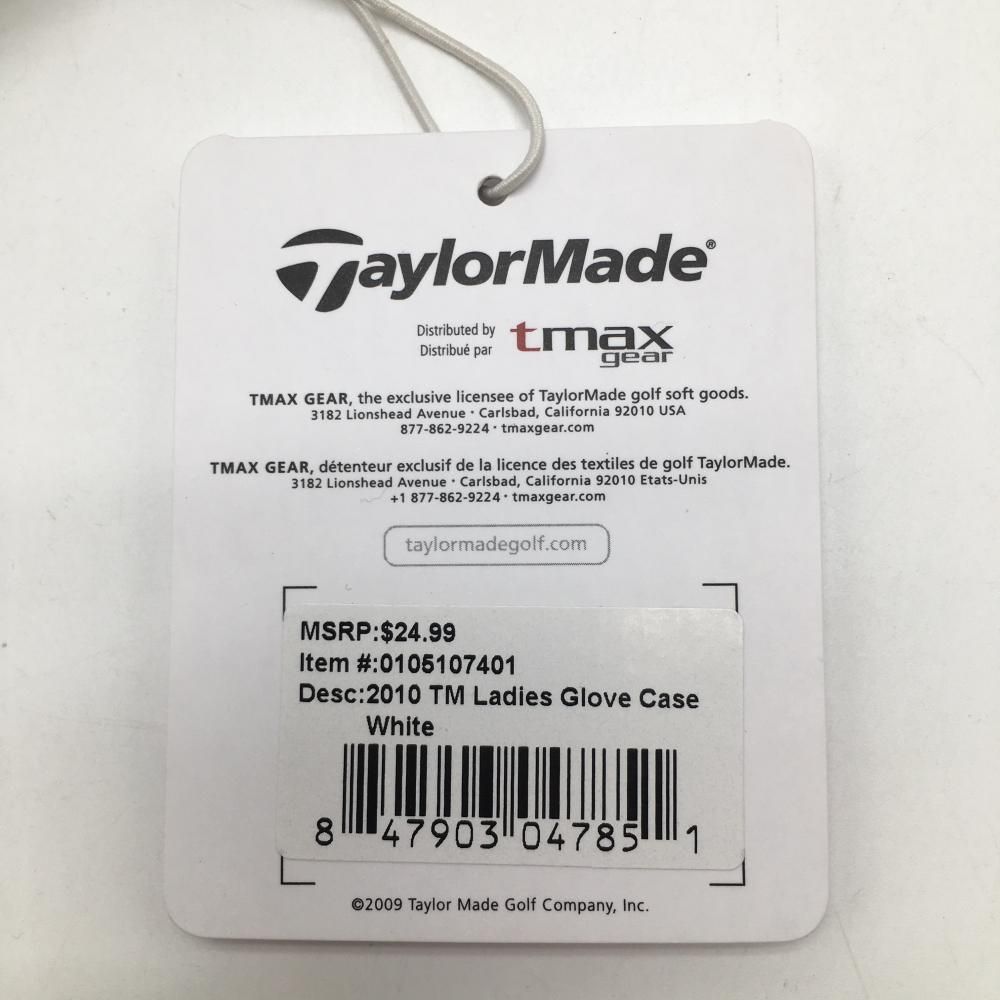 TaylorMade®
Distributed by
Distribué par
tmax
gear
TMAX GEAR, the exclusive licensee of TaylorMade golf soft goods.
3182 Lionshead Avenue · Carlsbad, California 92010 USA
877-862-9224 · tmaxgear.com
TMAX GEAR, détenteur exclusif de la licence des textiles de golf TaylorMade.
3182 Lionshead Avenue · Carlsbad, California 92010 Etats-Unis
+1 877-862-9224 · tmaxgear.com
taylormadegolf.com
MSRP:$24.99
Item #:0105107401
Desc:2010 TM Ladies Glove Case
White
8 47903 04785 1
©2009 Taylor Made Golf Company, Inc.